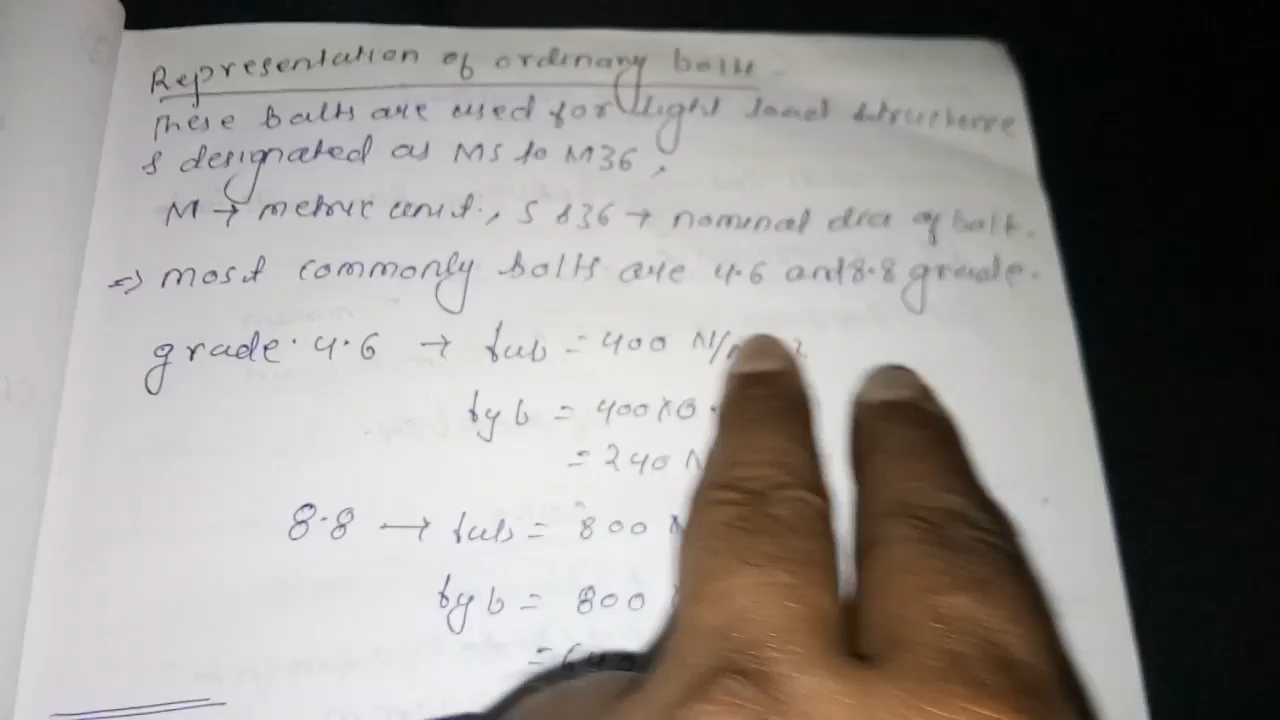 Representation of ordinary bolts
These bolts are used for light load structure
& designated as M5 to M36,
M → metric unit., 5 & 36 → nominal dia of bolt.
⇒ most commonly bolts are 4.6 and 8.8 grade.
grade. 4.6 → fub = 400 N/
fyb = 400×0.
= 240 N
8.8 → fub = 800 N
fyb = 800
= 640